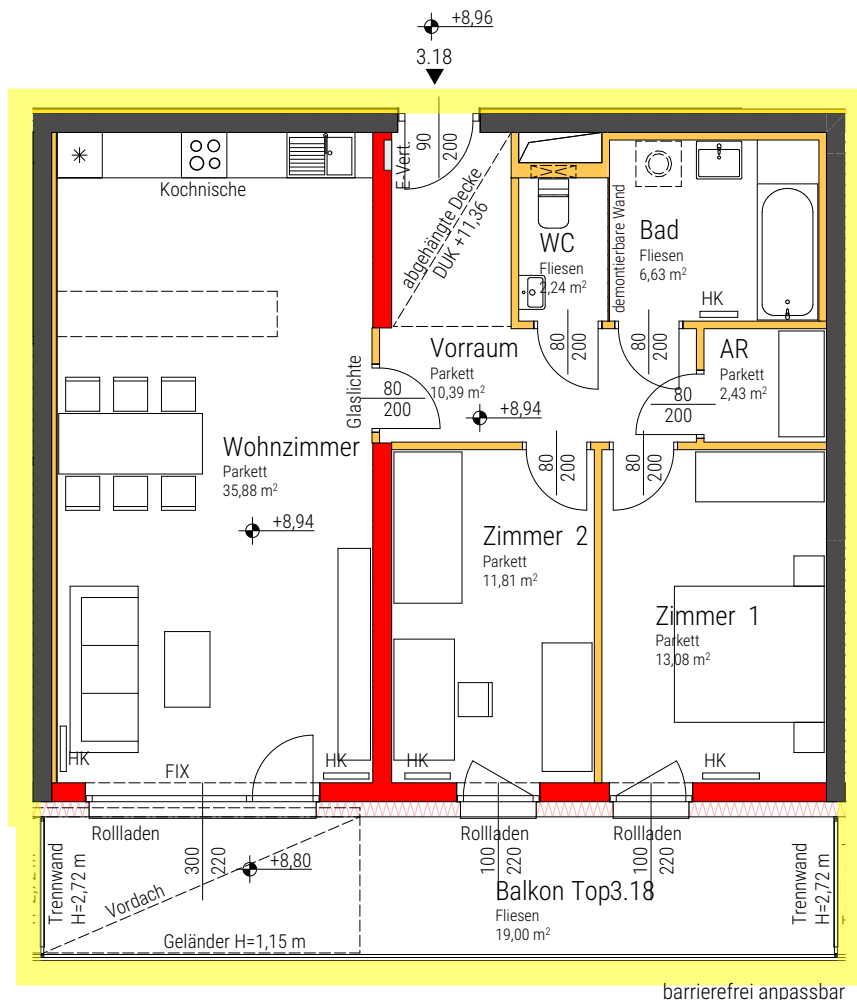 +8,96
3.18
90
200
E-Vert.
Kochnische
abgehängte Decke
DUK +11,36
WC
Fliesen
2,24 m²
demontierbare Wand
Bad
Fliesen
6,63 m²
HK
Vorraum
Parkett
10,39 m²
80
200
80
200
AR
Parkett
2,43 m²
Glaslichte
80
200
80
200
+8,94
Wohnzimmer
Parkett
35,88 m²
80
200
80
200
+8,94
Zimmer 2
Parkett
11,81 m²
Zimmer 1
Parkett
13,08 m²
HK
FIX
HK
HK
HK
Rollladen
Rollladen
Rollladen
300
220
100
220
100
220
Trennwand
H=2,72 m
+8,80
Vordach
Geländer H=1,15 m
Balkon Top3.18
Fliesen
19,00 m²
Trennwand
H=2,72 m
barrierefrei anpassbar